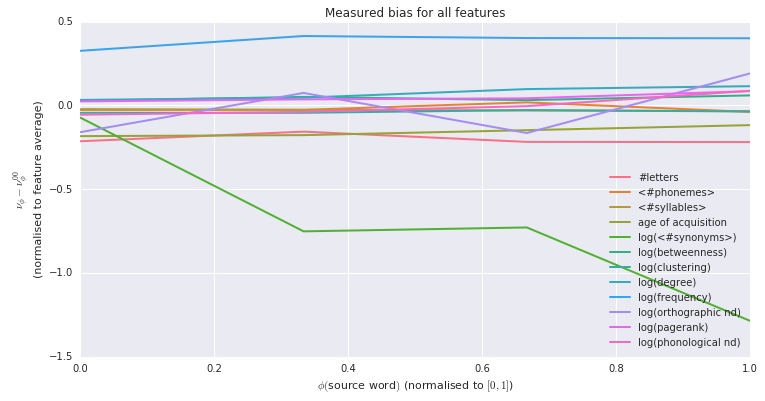 Measured bias for all features
0.5
0.0
−0.5
−1.0
−1.5
ν_ϕ − ν_ϕ^00
(normalised to feature average)
#letters
<#phonemes>
<#syllables>
age of acquisition
log(<#synonyms>)
log(betweenness)
log(clustering)
log(degree)
log(frequency)
log(orthographic nd)
log(pagerank)
log(phonological nd)
0.0 0.2 0.4 0.6 0.8 1.0
ϕ(source word) (normalised to [0, 1])